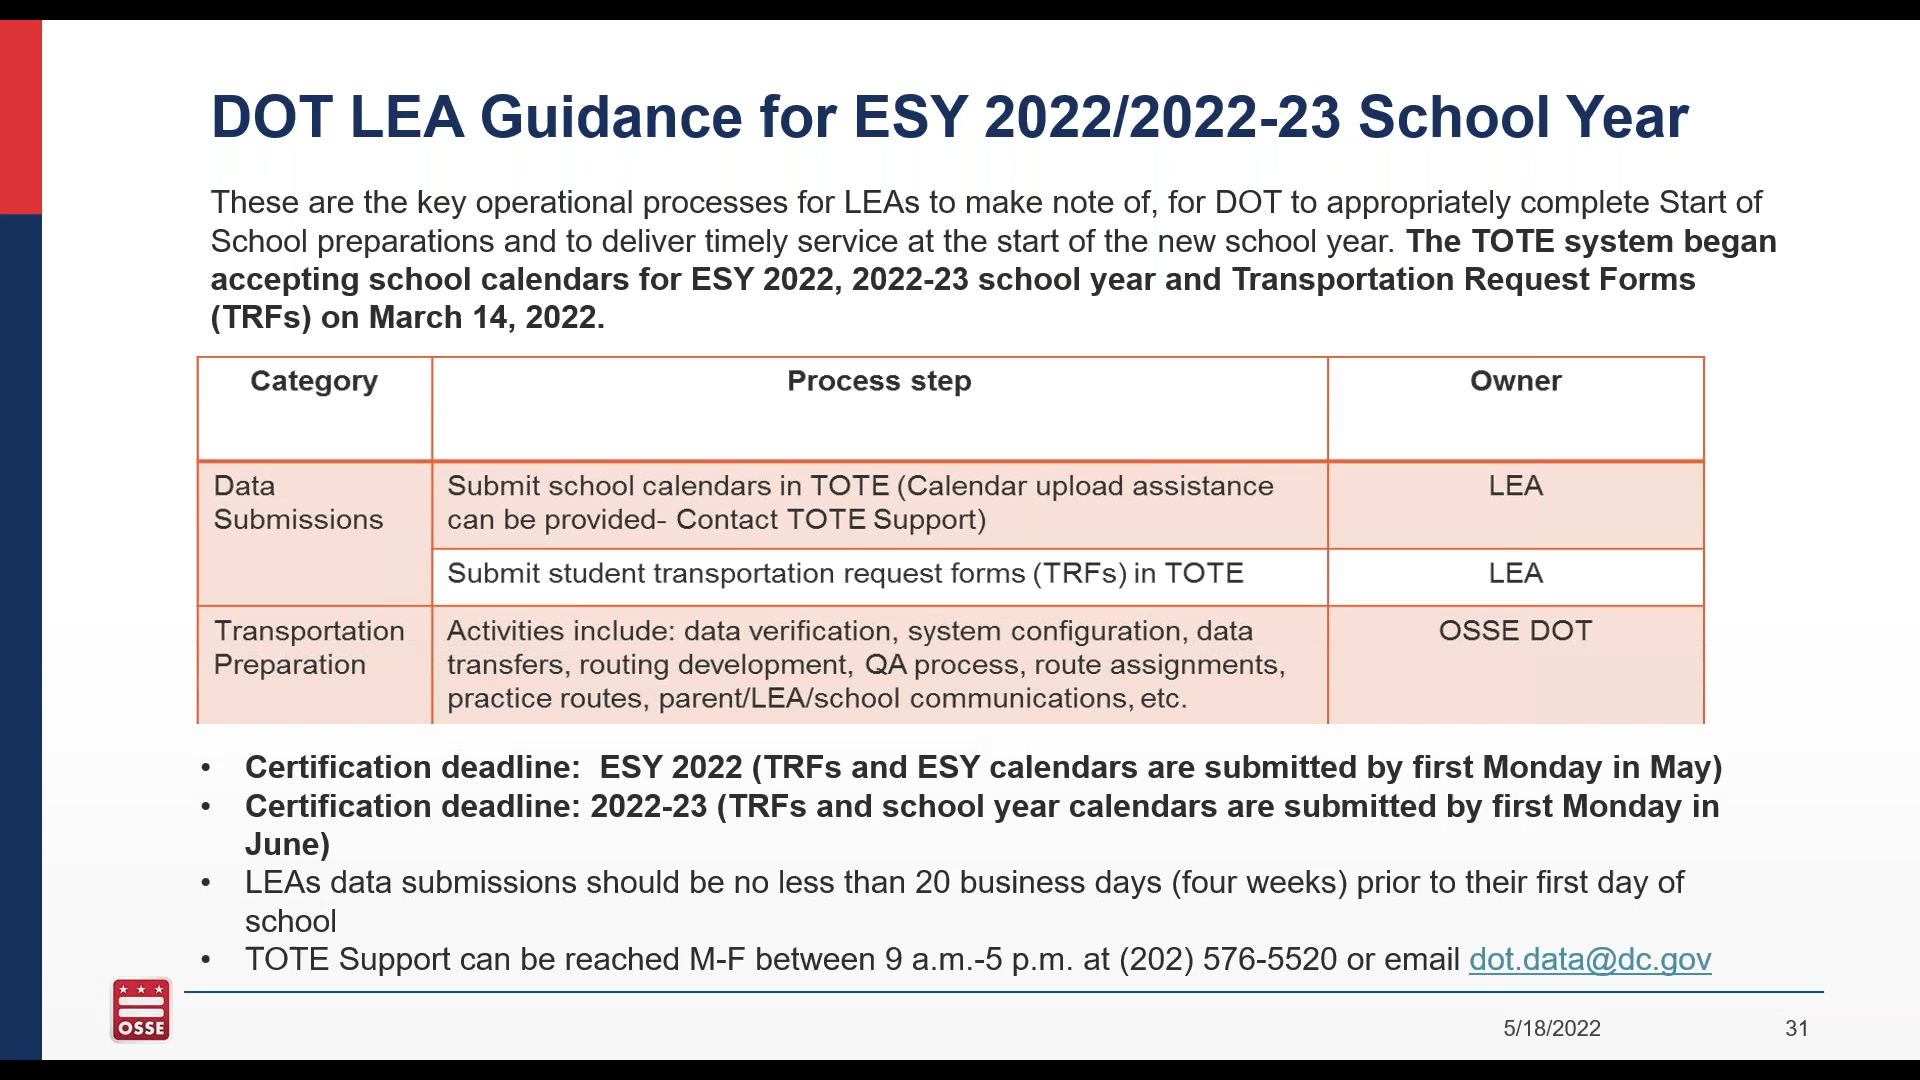 DOT LEA Guidance for ESY 2022/2022-23 School Year
These are the key operational processes for LEAs to make note of, for DOT to appropriately complete Start of
School preparations and to deliver timely service at the start of the new school year. The TOTE system began
accepting school calendars for ESY 2022, 2022-23 school year and Transportation Request Forms
(TRFs) on March 14, 2022.
Category
Process step
Owner
Data
Submissions
Submit school calendars in TOTE (Calendar upload assistance
can be provided- Contact TOTE Support)
LEA
Submit student transportation request forms (TRFs) in TOTE
LEA
Transportation
Preparation
Activities include: data verification, system configuration, data
transfers, routing development, QA process, route assignments,
practice routes, parent/LEA/school communications, etc.
OSSE DOT
• Certification deadline:  ESY 2022 (TRFs and ESY calendars are submitted by first Monday in May)
• Certification deadline: 2022-23 (TRFs and school year calendars are submitted by first Monday in
June)
• LEAs data submissions should be no less than 20 business days (four weeks) prior to their first day of
school
• TOTE Support can be reached M-F between 9 a.m.-5 p.m. at (202) 576-5520 or email dot.data@dc.gov
OSSE
5/18/2022
31